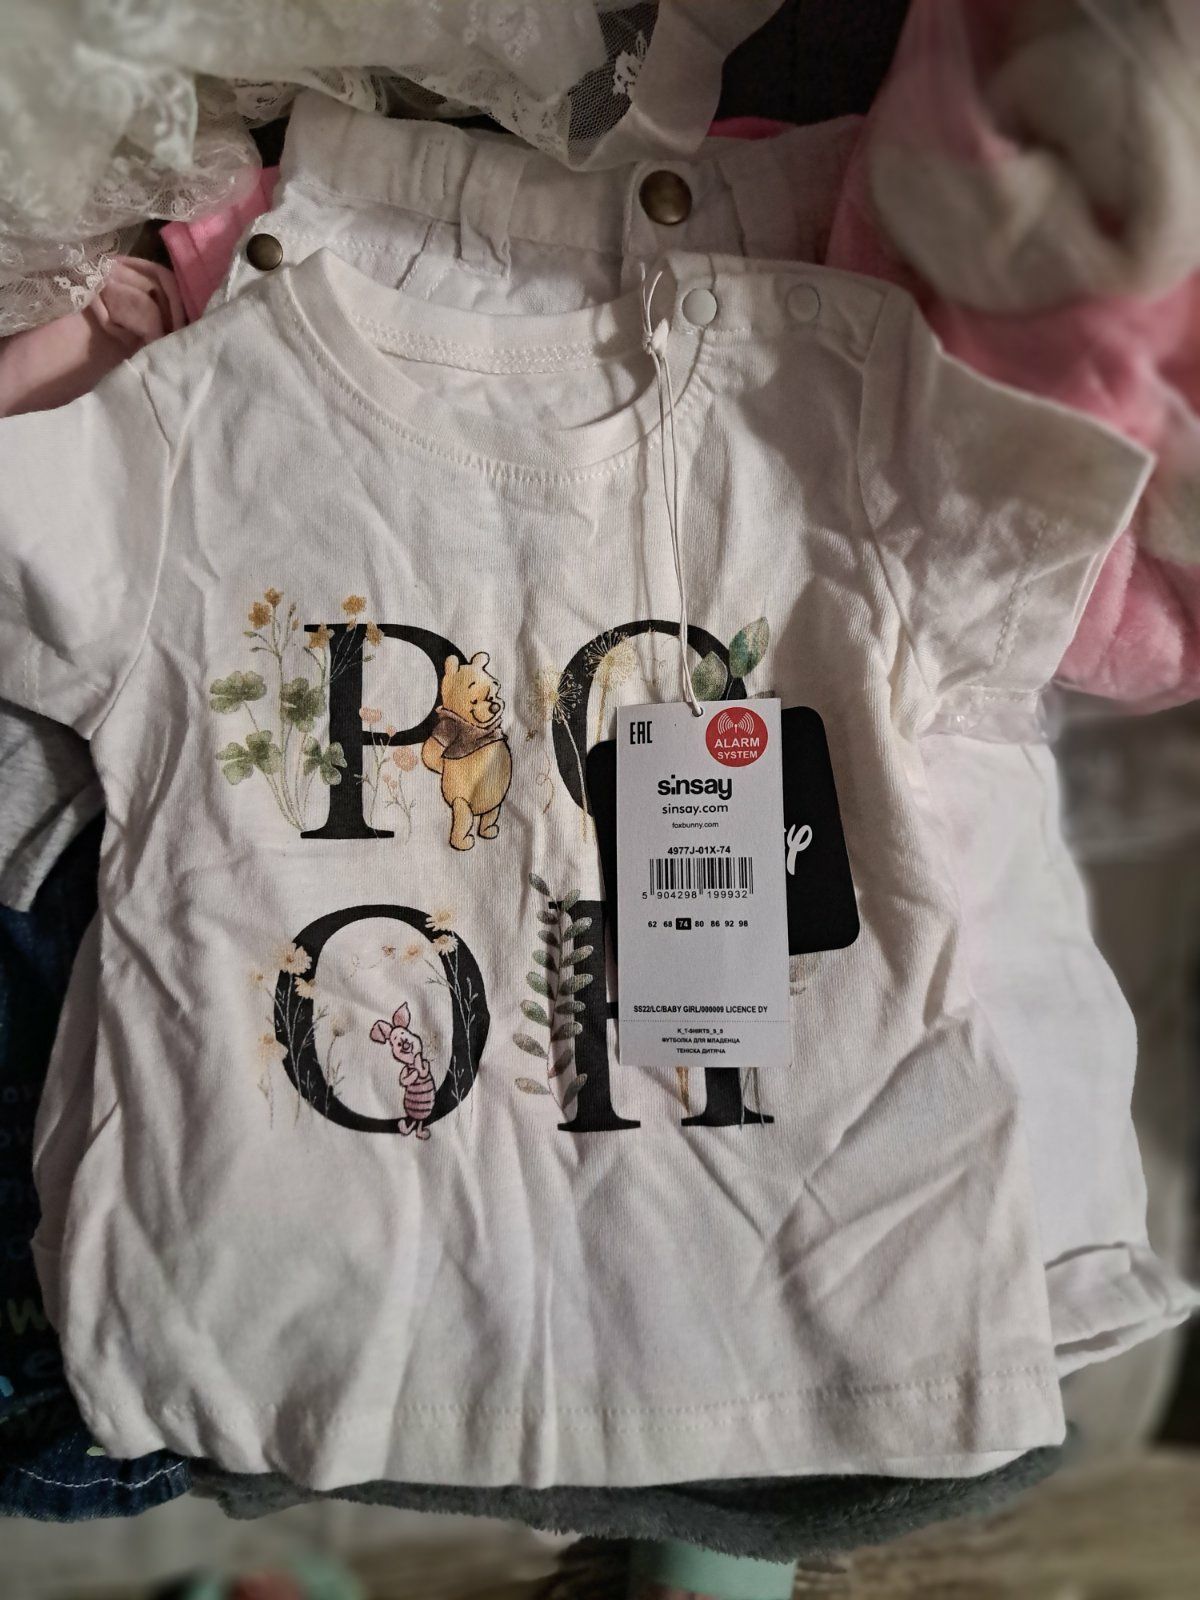 P O
O H
EAC
ALARM
SYSTEM
sinsay
sinsay.com
foxbunny.com
4977J-01X-74
5 904298 199932
62 68 74 80 86 92 98
SS22/LC/BABY GIRL/000009 LICENCE DY
K_T-SHIRTS_S_S
ФУТБОЛКА ДЛЯ МЛАДЕНЦА
ТЕНІСКА ДИТЯЧА